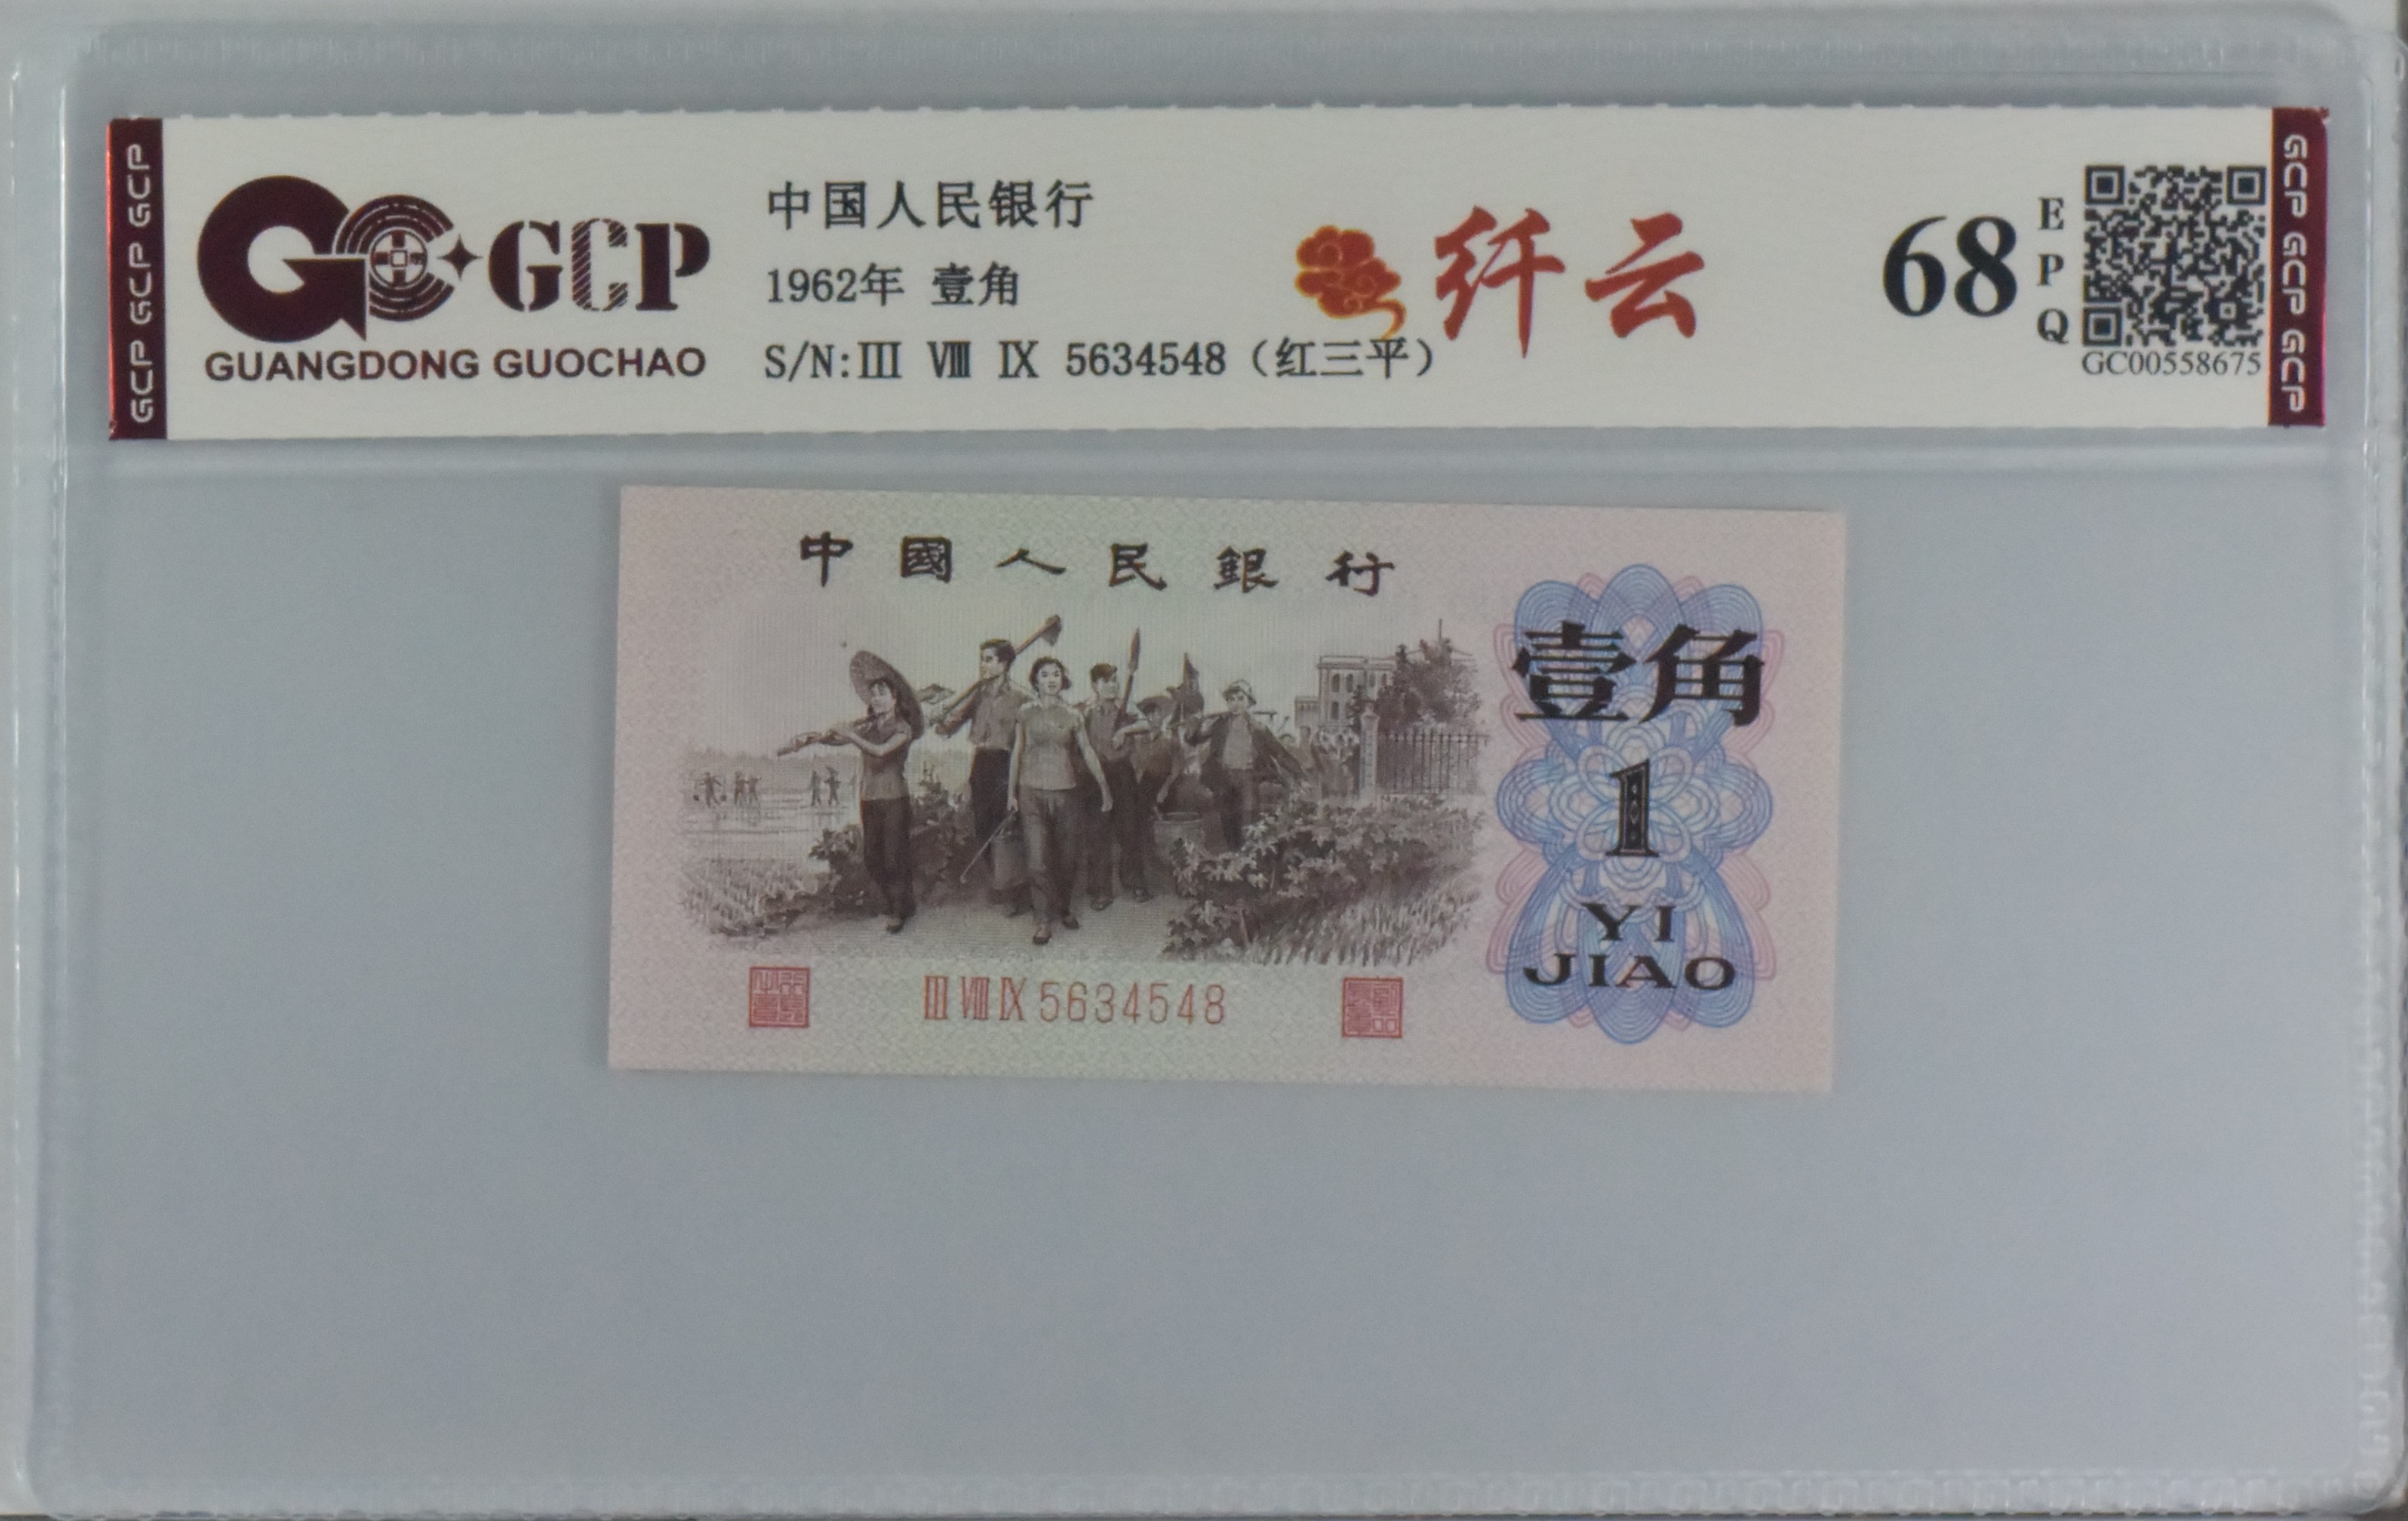 GCP GCP GCP
GCP
GUANGDONG GUOCHAO
中国人民银行
1962年 壹角
S/N:III VIII IX 5634548（红三平）
纤云
68
E
P
Q
GC00558675
GCP GCP GCP
中國人民銀行
壹角
1
YI
JIAO
III VIII IX 5634548